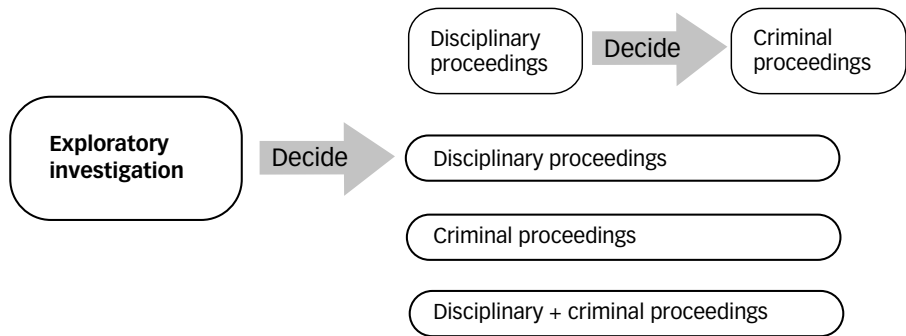 Disciplinary
proceedings
Decide
Criminal
proceedings
Exploratory
investigation
Decide
Disciplinary proceedings
Criminal proceedings
Disciplinary + criminal proceedings